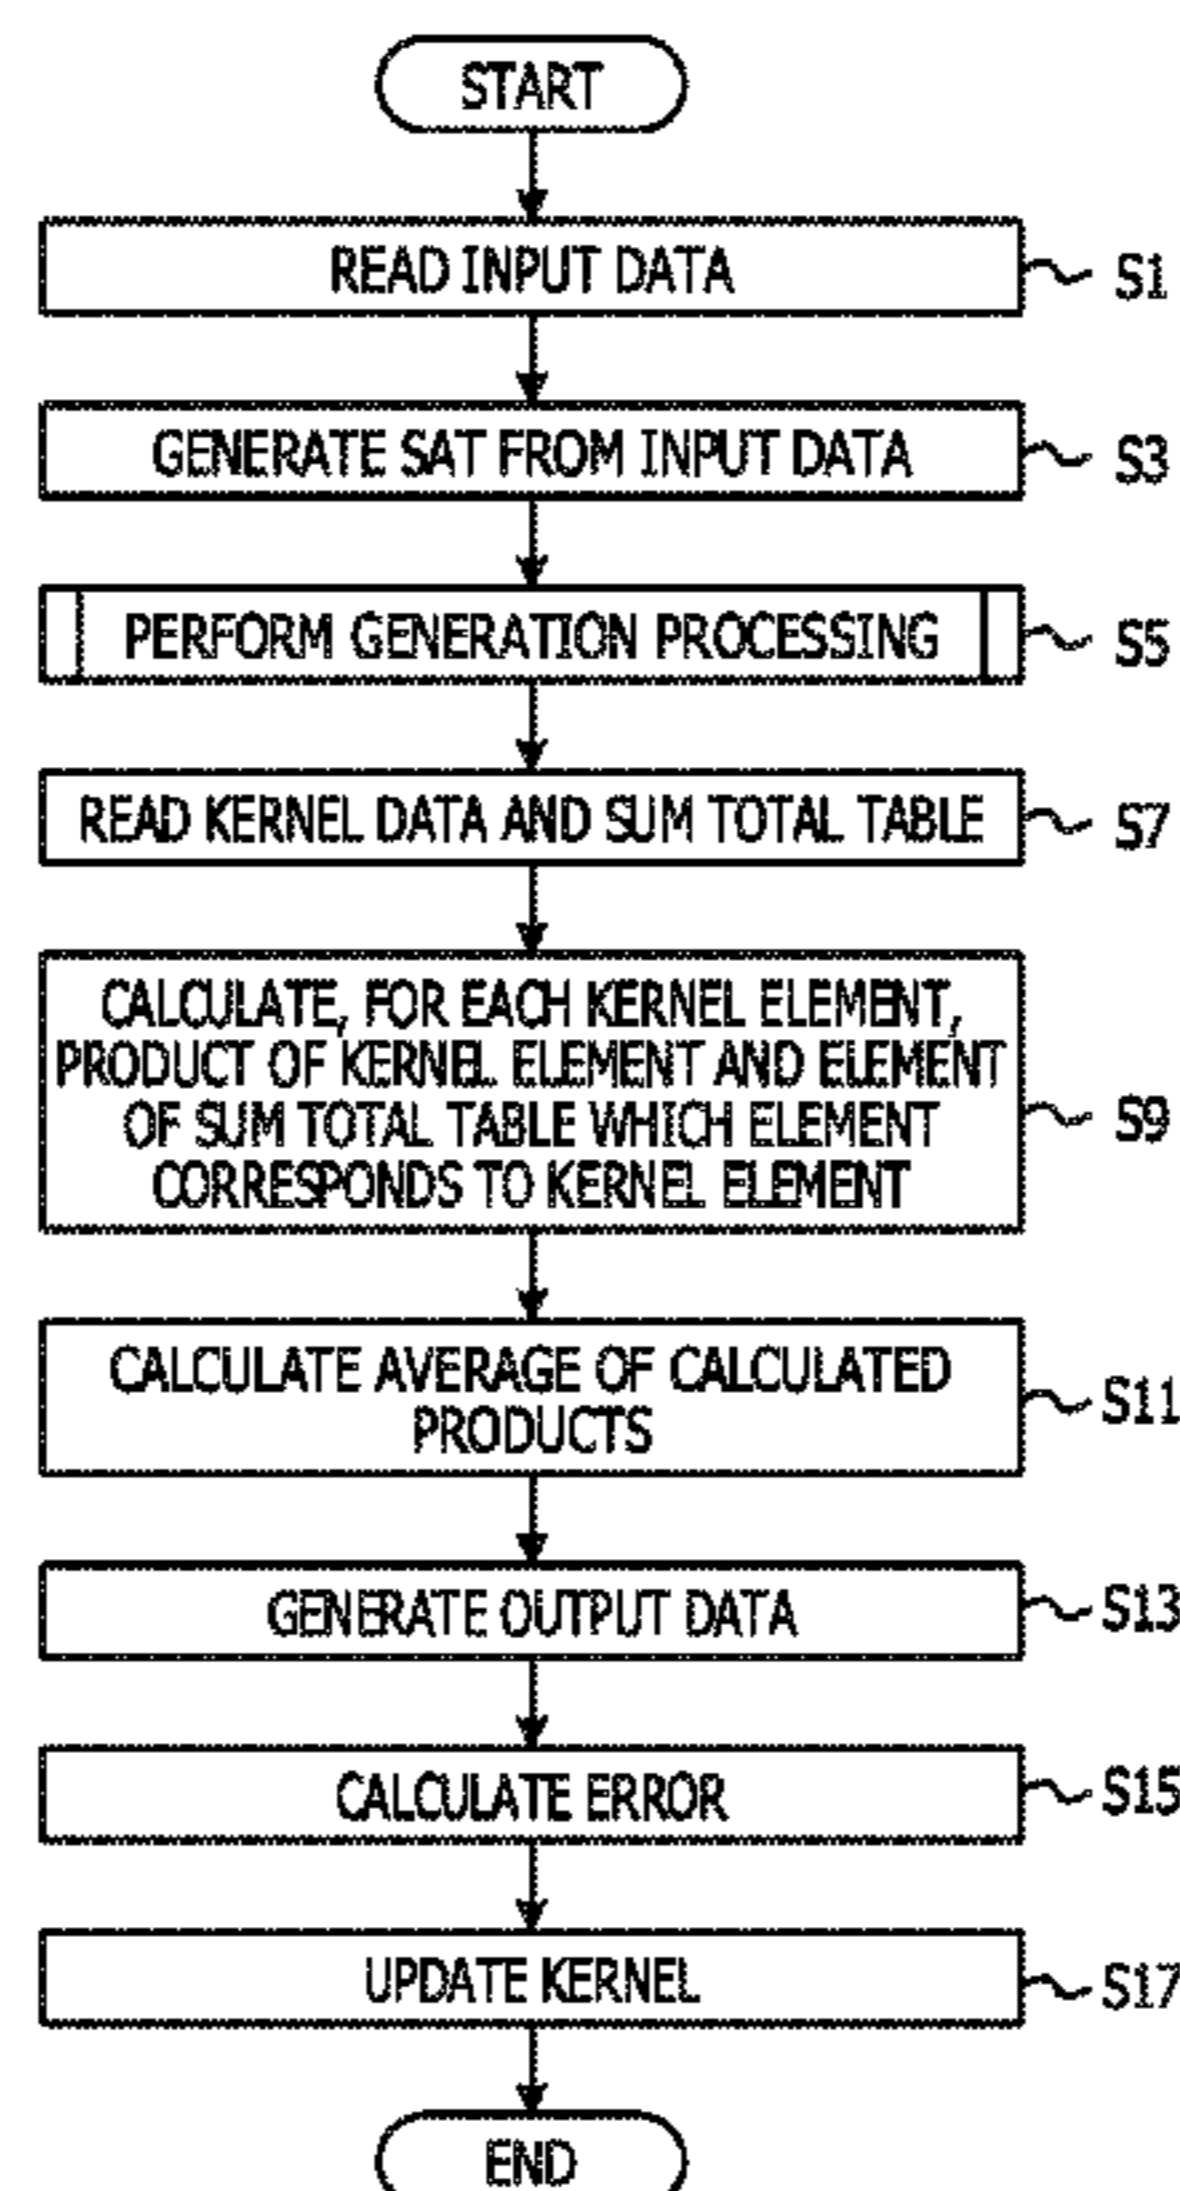 START
READ INPUT DATA
S1
GENERATE SAT FROM INPUT DATA
S3
PERFORM GENERATION PROCESSING
S5
READ KERNEL DATA AND SUM TOTAL TABLE
S7
CALCULATE, FOR EACH KERNEL ELEMENT,
PRODUCT OF KERNEL ELEMENT AND ELEMENT
OF SUM TOTAL TABLE WHICH ELEMENT
CORRESPONDS TO KERNEL ELEMENT
S9
CALCULATE AVERAGE OF CALCULATED
PRODUCTS
S11
GENERATE OUTPUT DATA
S13
CALCULATE ERROR
S15
UPDATE KERNEL
S17
END